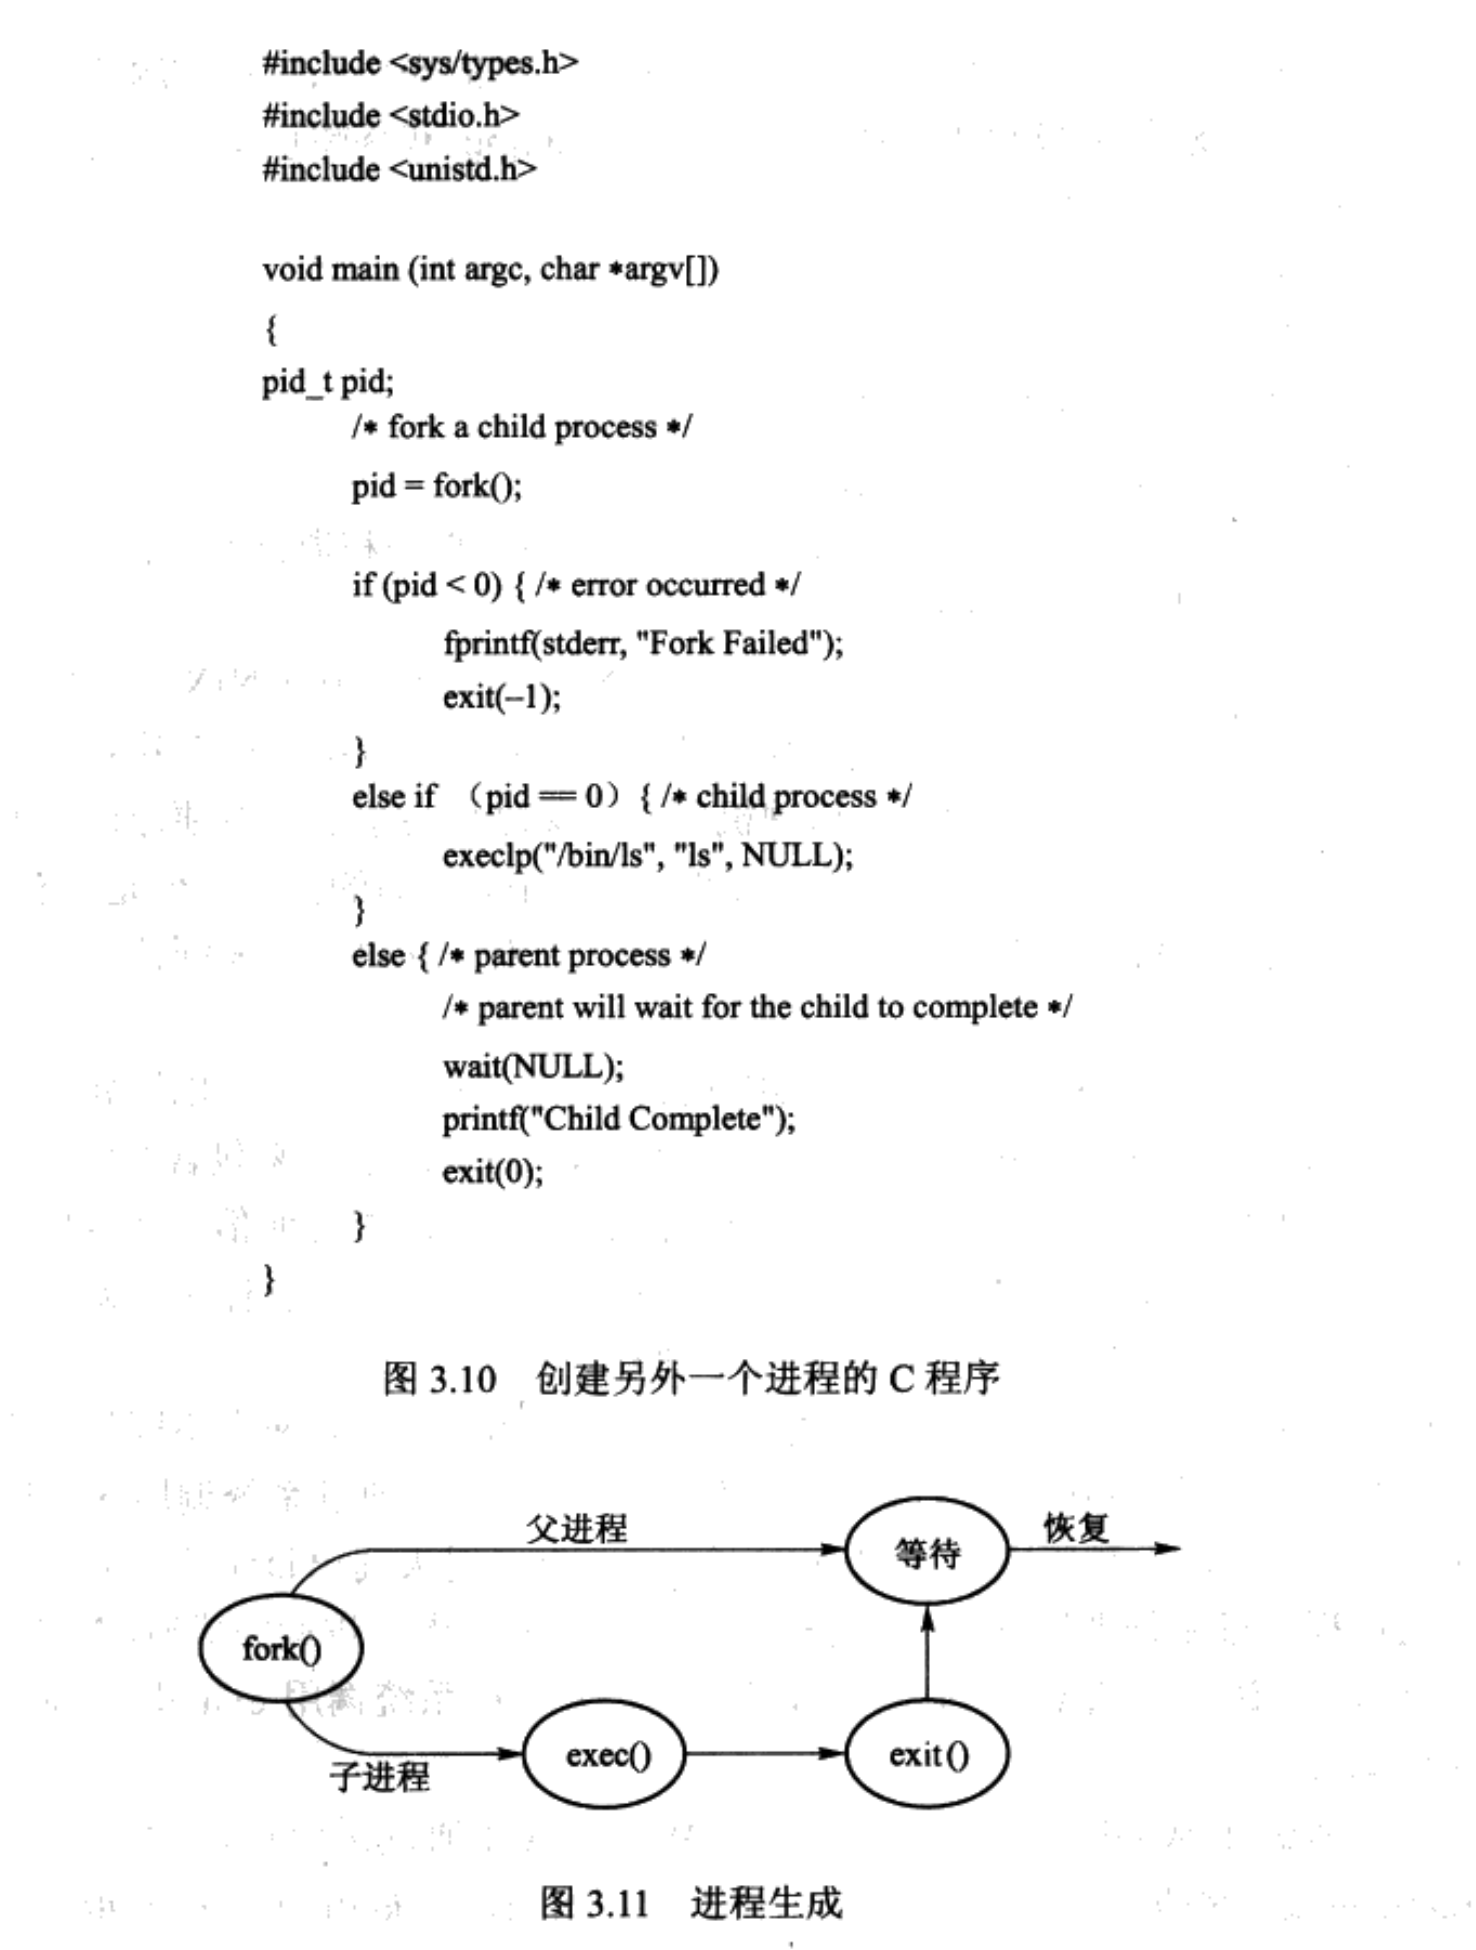 #include <sys/types.h>
#include <stdio.h>
#include <unistd.h>
void main (int argc, char *argv[])
{
pid_t pid;
/* fork a child process */
pid = fork();
if (pid < 0) { /* error occurred */
fprintf(stderr, "Fork Failed");
exit(–1);
}
else if （pid == 0）{ /* child process */
execlp("/bin/ls", "ls", NULL);
}
else { /* parent process */
/* parent will wait for the child to complete */
wait(NULL);
printf("Child Complete");
exit(0);
}
}
图 3.10 创建另外一个进程的 C 程序
父进程
等待
恢复
fork()
子进程
exec()
exit()
图 3.11 进程生成